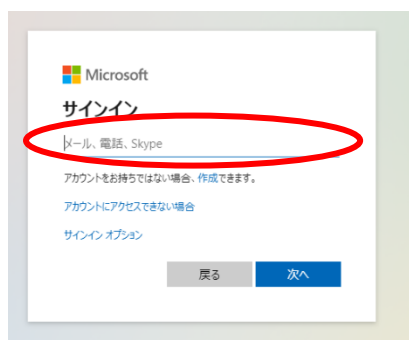 Microsoft
サインイン
メール、電話、Skype
アカウントをお持ちではない場合、作成できます。
アカウントにアクセスできない場合
サインイン オプション
戻る
次へ